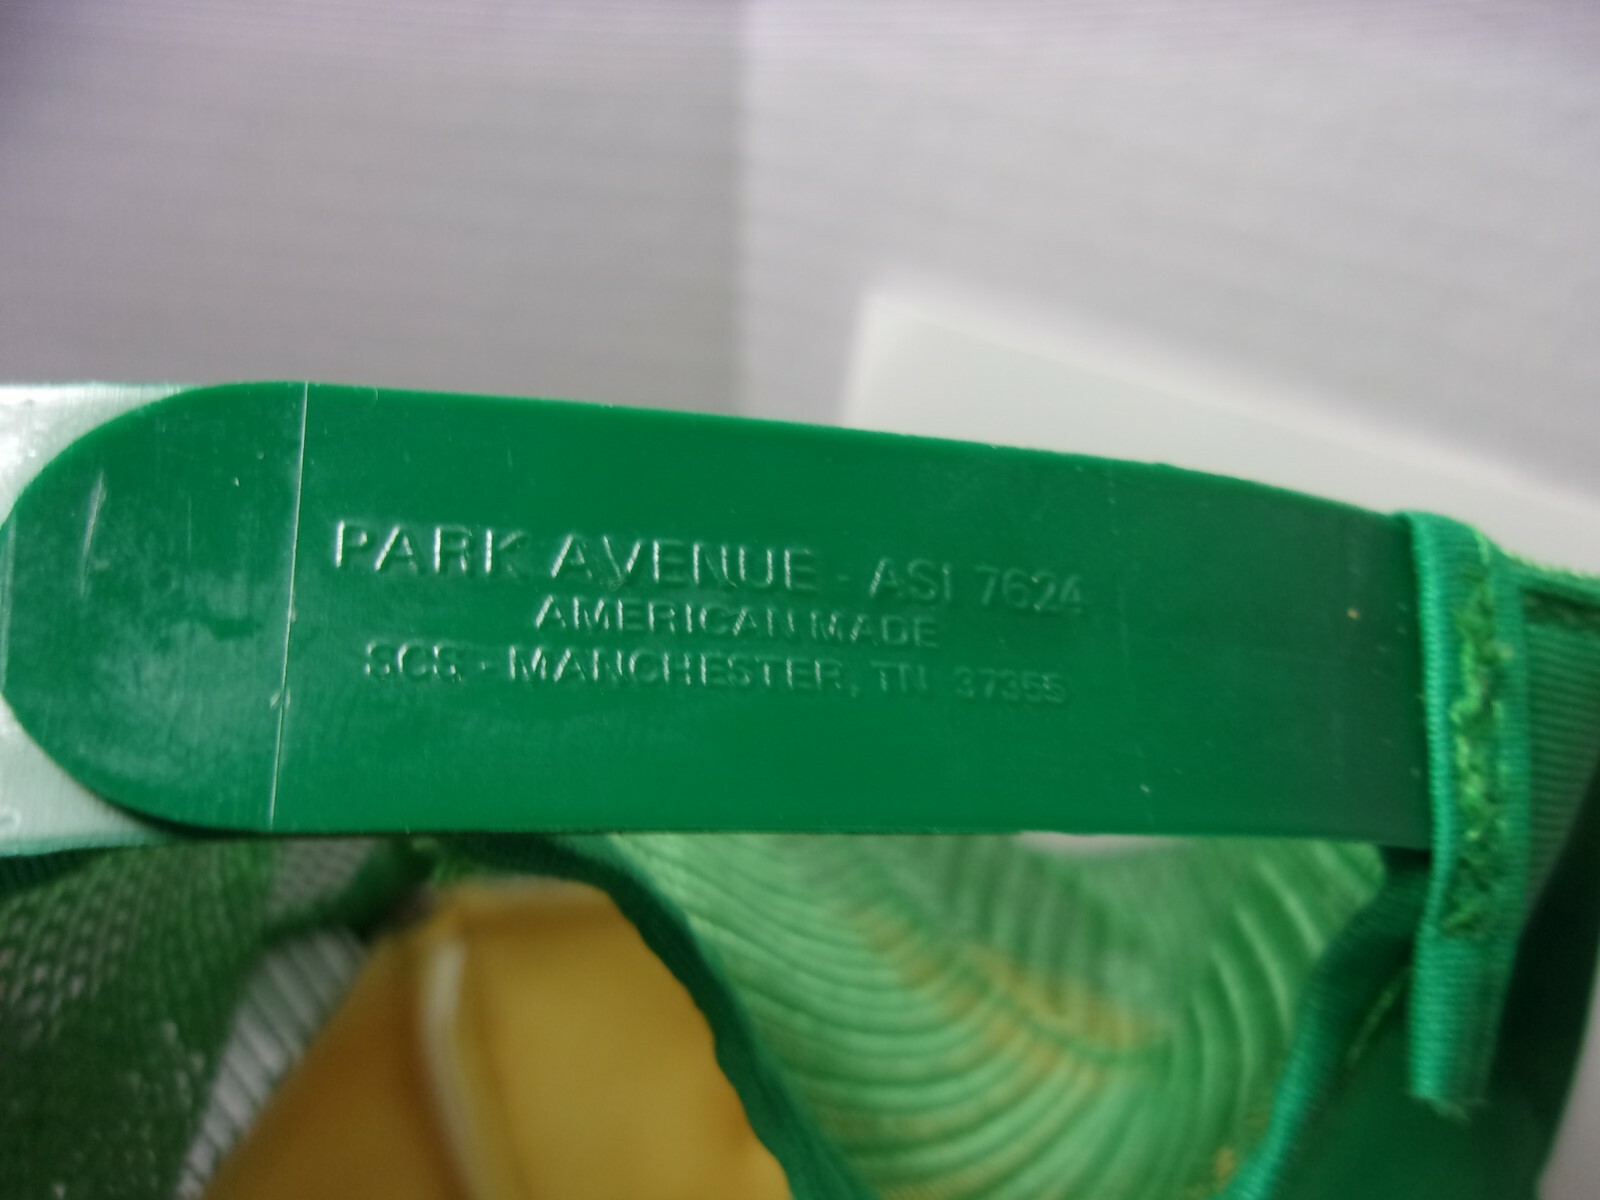 PARK AVENUE - ASI 7624
AMERICAN MADE
SCS - MANCHESTER, TN 37355